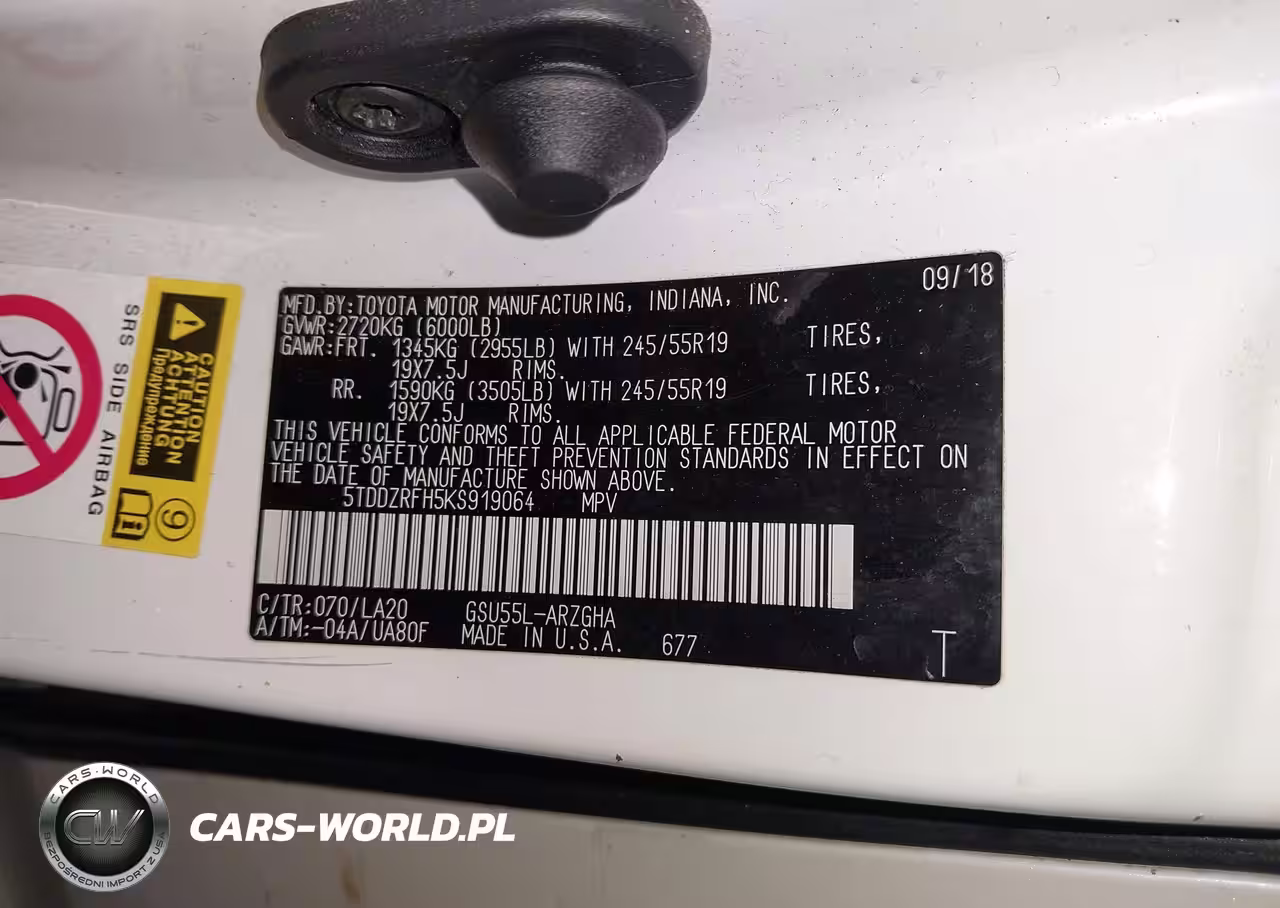 09/18
MFD.BY:TOYOTA MOTOR MANUFACTURING, INDIANA, INC.
GVWR:2720KG (6000LB)
GAWR:FRT. 1345KG (2955LB) WITH 245/55R19 TIRES,
19X7.5J RIMS.
RR. 1590KG (3505LB) WITH 245/55R19 TIRES,
19X7.5J RIMS.
THIS VEHICLE CONFORMS TO ALL APPLICABLE FEDERAL MOTOR
VEHICLE SAFETY AND THEFT PREVENTION STANDARDS IN EFFECT ON
THE DATE OF MANUFACTURE SHOWN ABOVE.
5TDDZRFH5KS919064 MPV
C/TR:070/LA20 GSU55L-ARZGHA
A/TM:-04A/UA80F MADE IN U.S.A. 677
T
SRS SIDE AIRBAG
CAUTION
ATTENTION
ACHTUNG
Предупреждение
9
CARS-WORLD
CW
BEZPOŚREDNI IMPORT Z USA
CARS-WORLD.PL